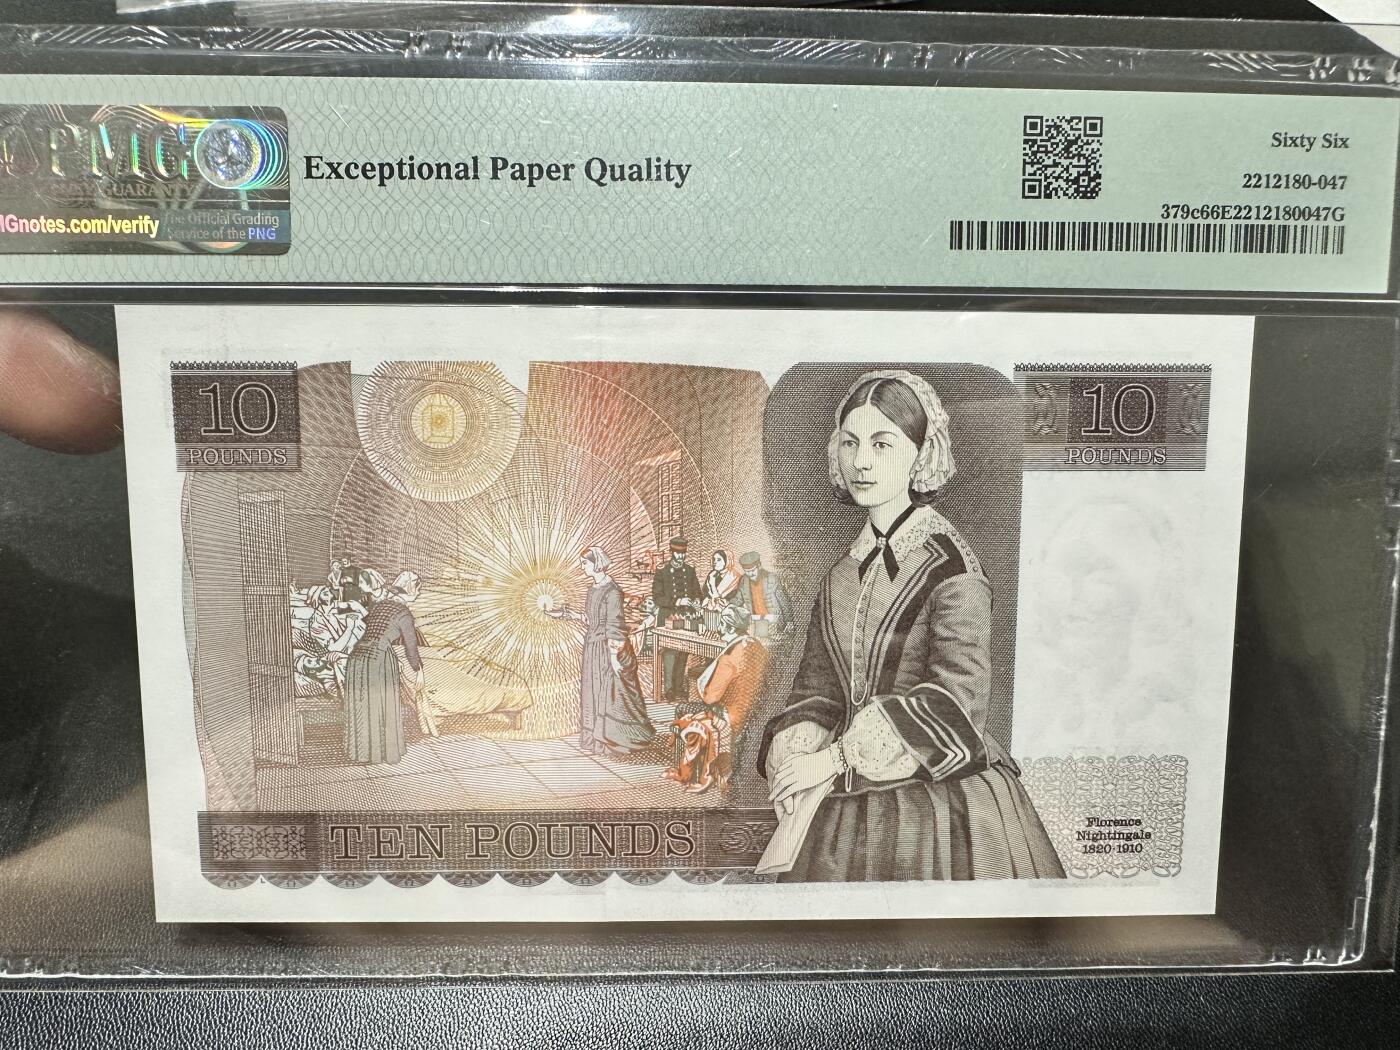 PMG
PMG GUARANTY
MGnotes.com/verify
The Official Grading
Service of the PNG
Exceptional Paper Quality
Sixty Six
2212180-047
379c66E2212180047G
10
POUNDS
10
POUNDS
TEN POUNDS
Florence
Nightingale
1820-1910
L